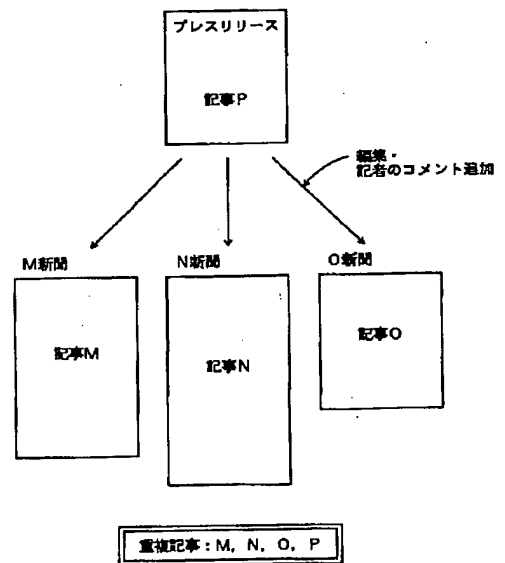 プレスリリース
記事P
編集・
記者のコメント追加
M新聞
N新聞
O新聞
記事M
記事N
記事O
重複記事：M，N，O，P